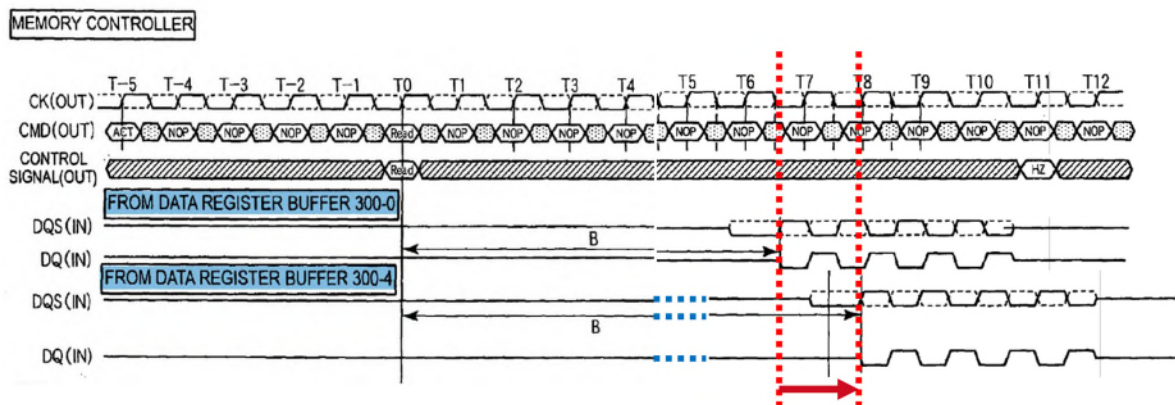 MEMORY CONTROLLER
T-5 T-4 T-3 T-2 T-1 T0 T1 T2 T3 T4 T5 T6 T7 T8 T9 T10 T11 T12
CK(OUT)
CMD(OUT) ACT NOP NOP NOP NOP Read NOP NOP NOP NOP NOP NOP NOP NOP NOP NOP NOP NOP
CONTROL
SIGNAL(OUT) Read HZ
FROM DATA REGISTER BUFFER 300-0
DQS(IN)
B
DQ(IN)
FROM DATA REGISTER BUFFER 300-4
DQS(IN)
B
DQ(IN)